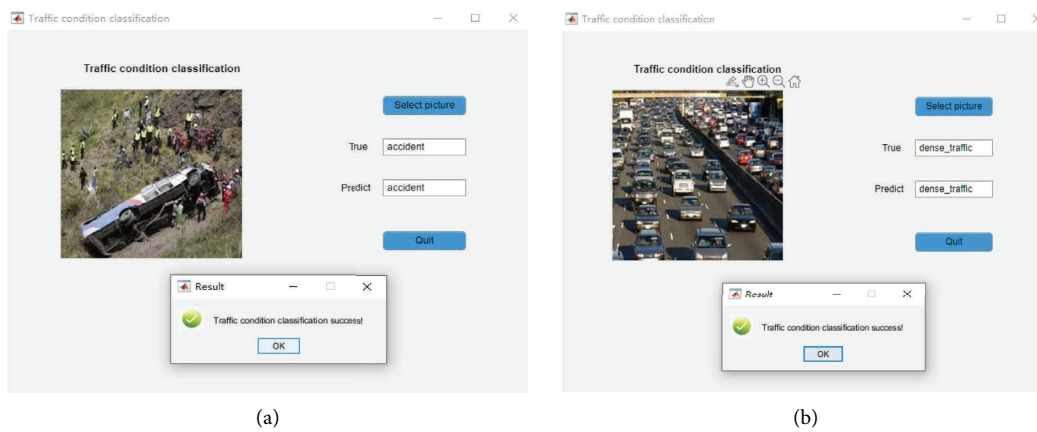 Traffic condition classification
Traffic condition classification
Select picture
True accident
Predict accident
Quit
Result
Traffic condition classification success!
OK
(a)
Traffic condition classification
Traffic condition classification
Select picture
True dense_traffic
Predict dense_traffic
Quit
Result
Traffic condition classification success!
OK
(b)